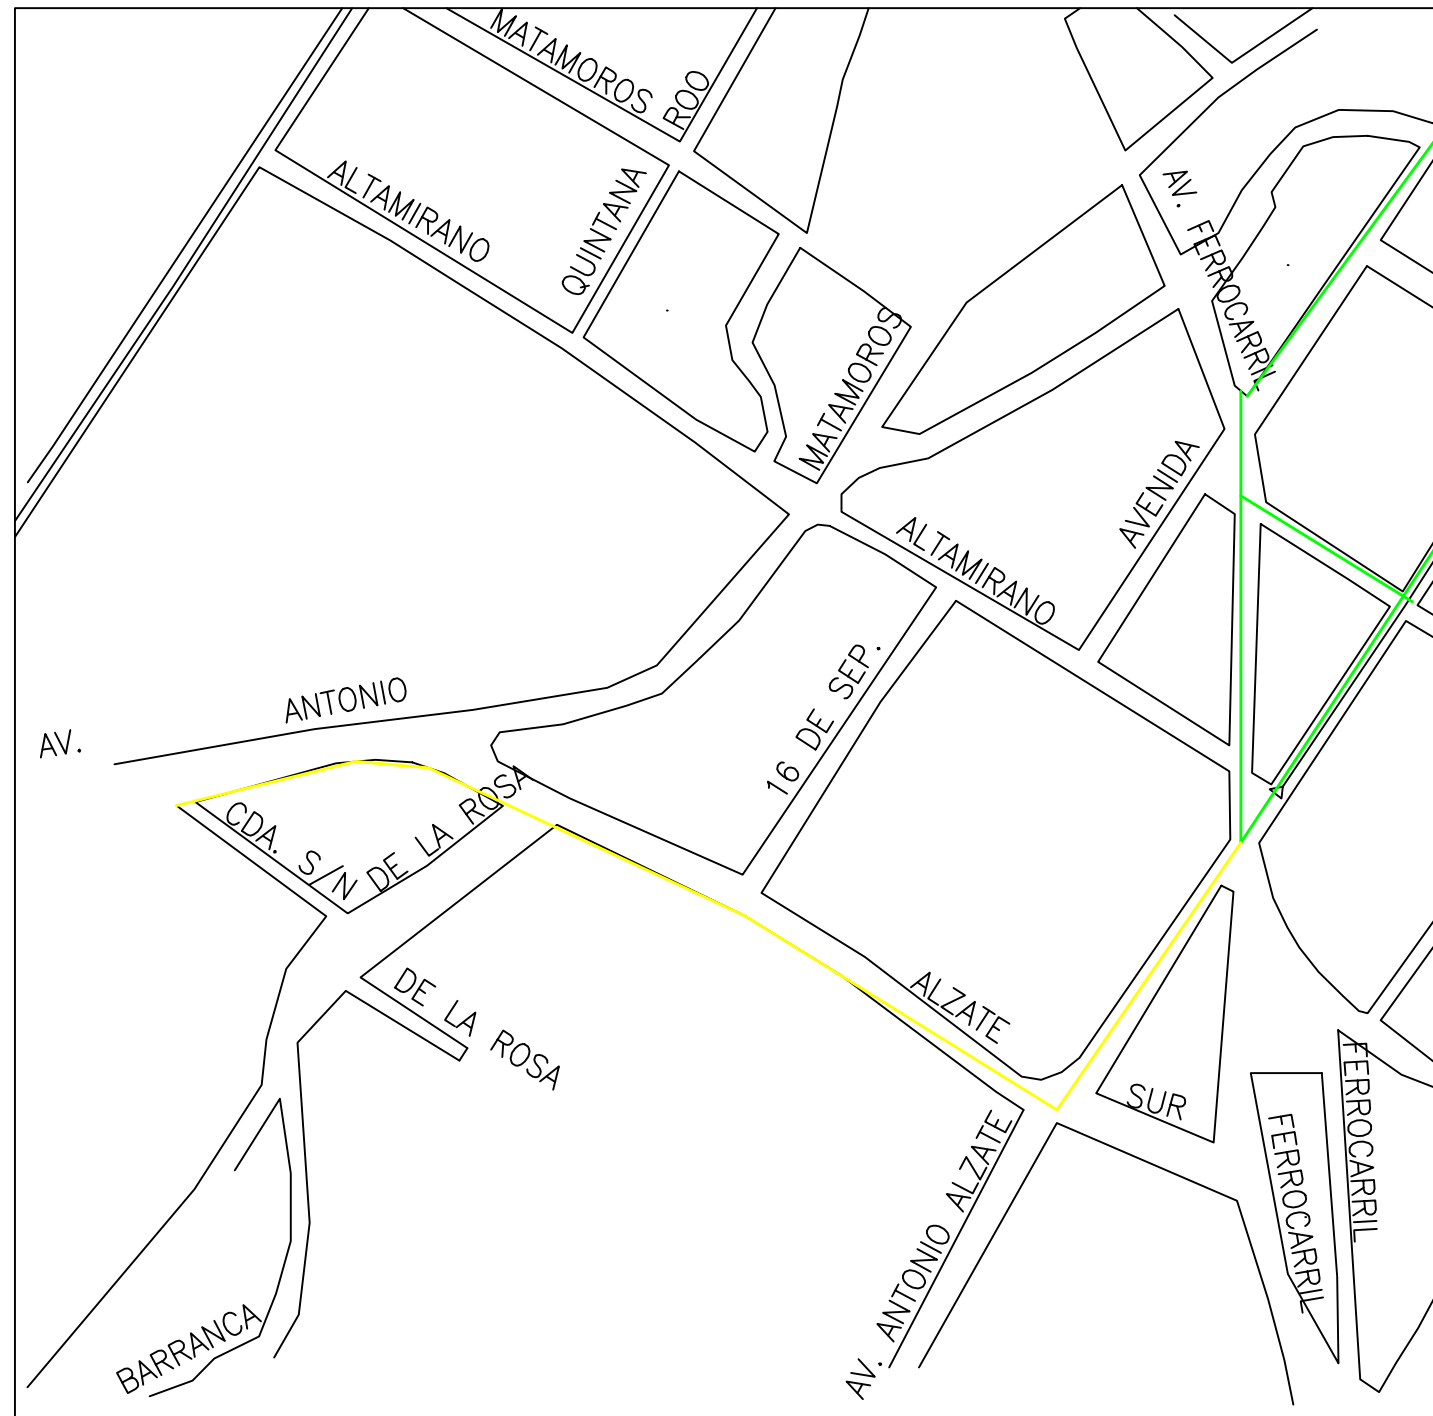 MATAMOROS
ROO
QUINTANA
ALTAMIRANO
AV. FERROCARRIL
MATAMOROS
AVENIDA
ALTAMIRANO
16 DE SEP.
AV.
ANTONIO
CDA. S/N DE LA ROSA
DE LA ROSA
ALZATE
SUR
AV. ANTONIO ALZATE
FERROCARRIL
FERROCARRIL
BARRANCA